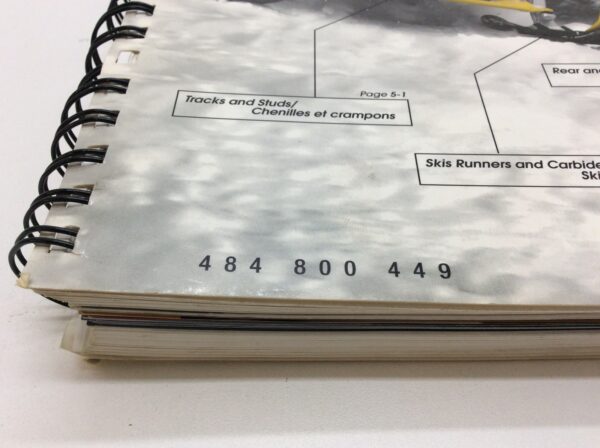 Page 5-1
Tracks and Studs/
Chenilles et crampons
Rear and
Skis Runners and Carbide
Ski
484 800 449